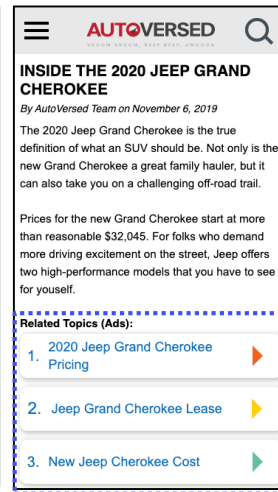 AUTOVERSED
VROOM VROOM, BEEP BEEP, AWOOGA
INSIDE THE 2020 JEEP GRAND
CHEROKEE
By AutoVersed Team on November 6, 2019
The 2020 Jeep Grand Cherokee is the true
definition of what an SUV should be. Not only is the
new Grand Cherokee a great family hauler, but it
can also take you on a challenging off-road trail.
Prices for the new Grand Cherokee start at more
than reasonable $32,045. For folks who demand
more driving excitement on the street, Jeep offers
two high-performance models that you have to see
for youself.
Related Topics (Ads):
1. 2020 Jeep Grand Cherokee
Pricing
2. Jeep Grand Cherokee Lease
3. New Jeep Cherokee Cost